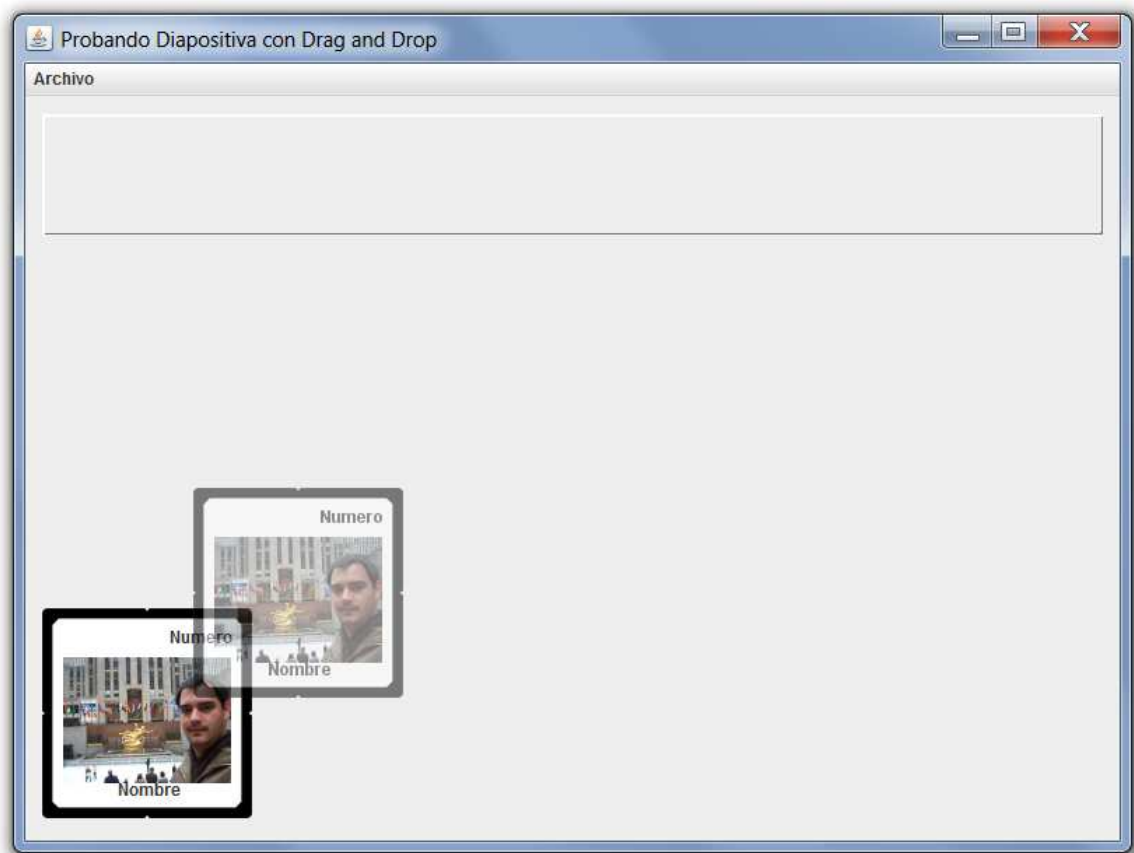 Probando Diapositiva con Drag and Drop
Archivo
Numero
Nombre
Numero
Nombre